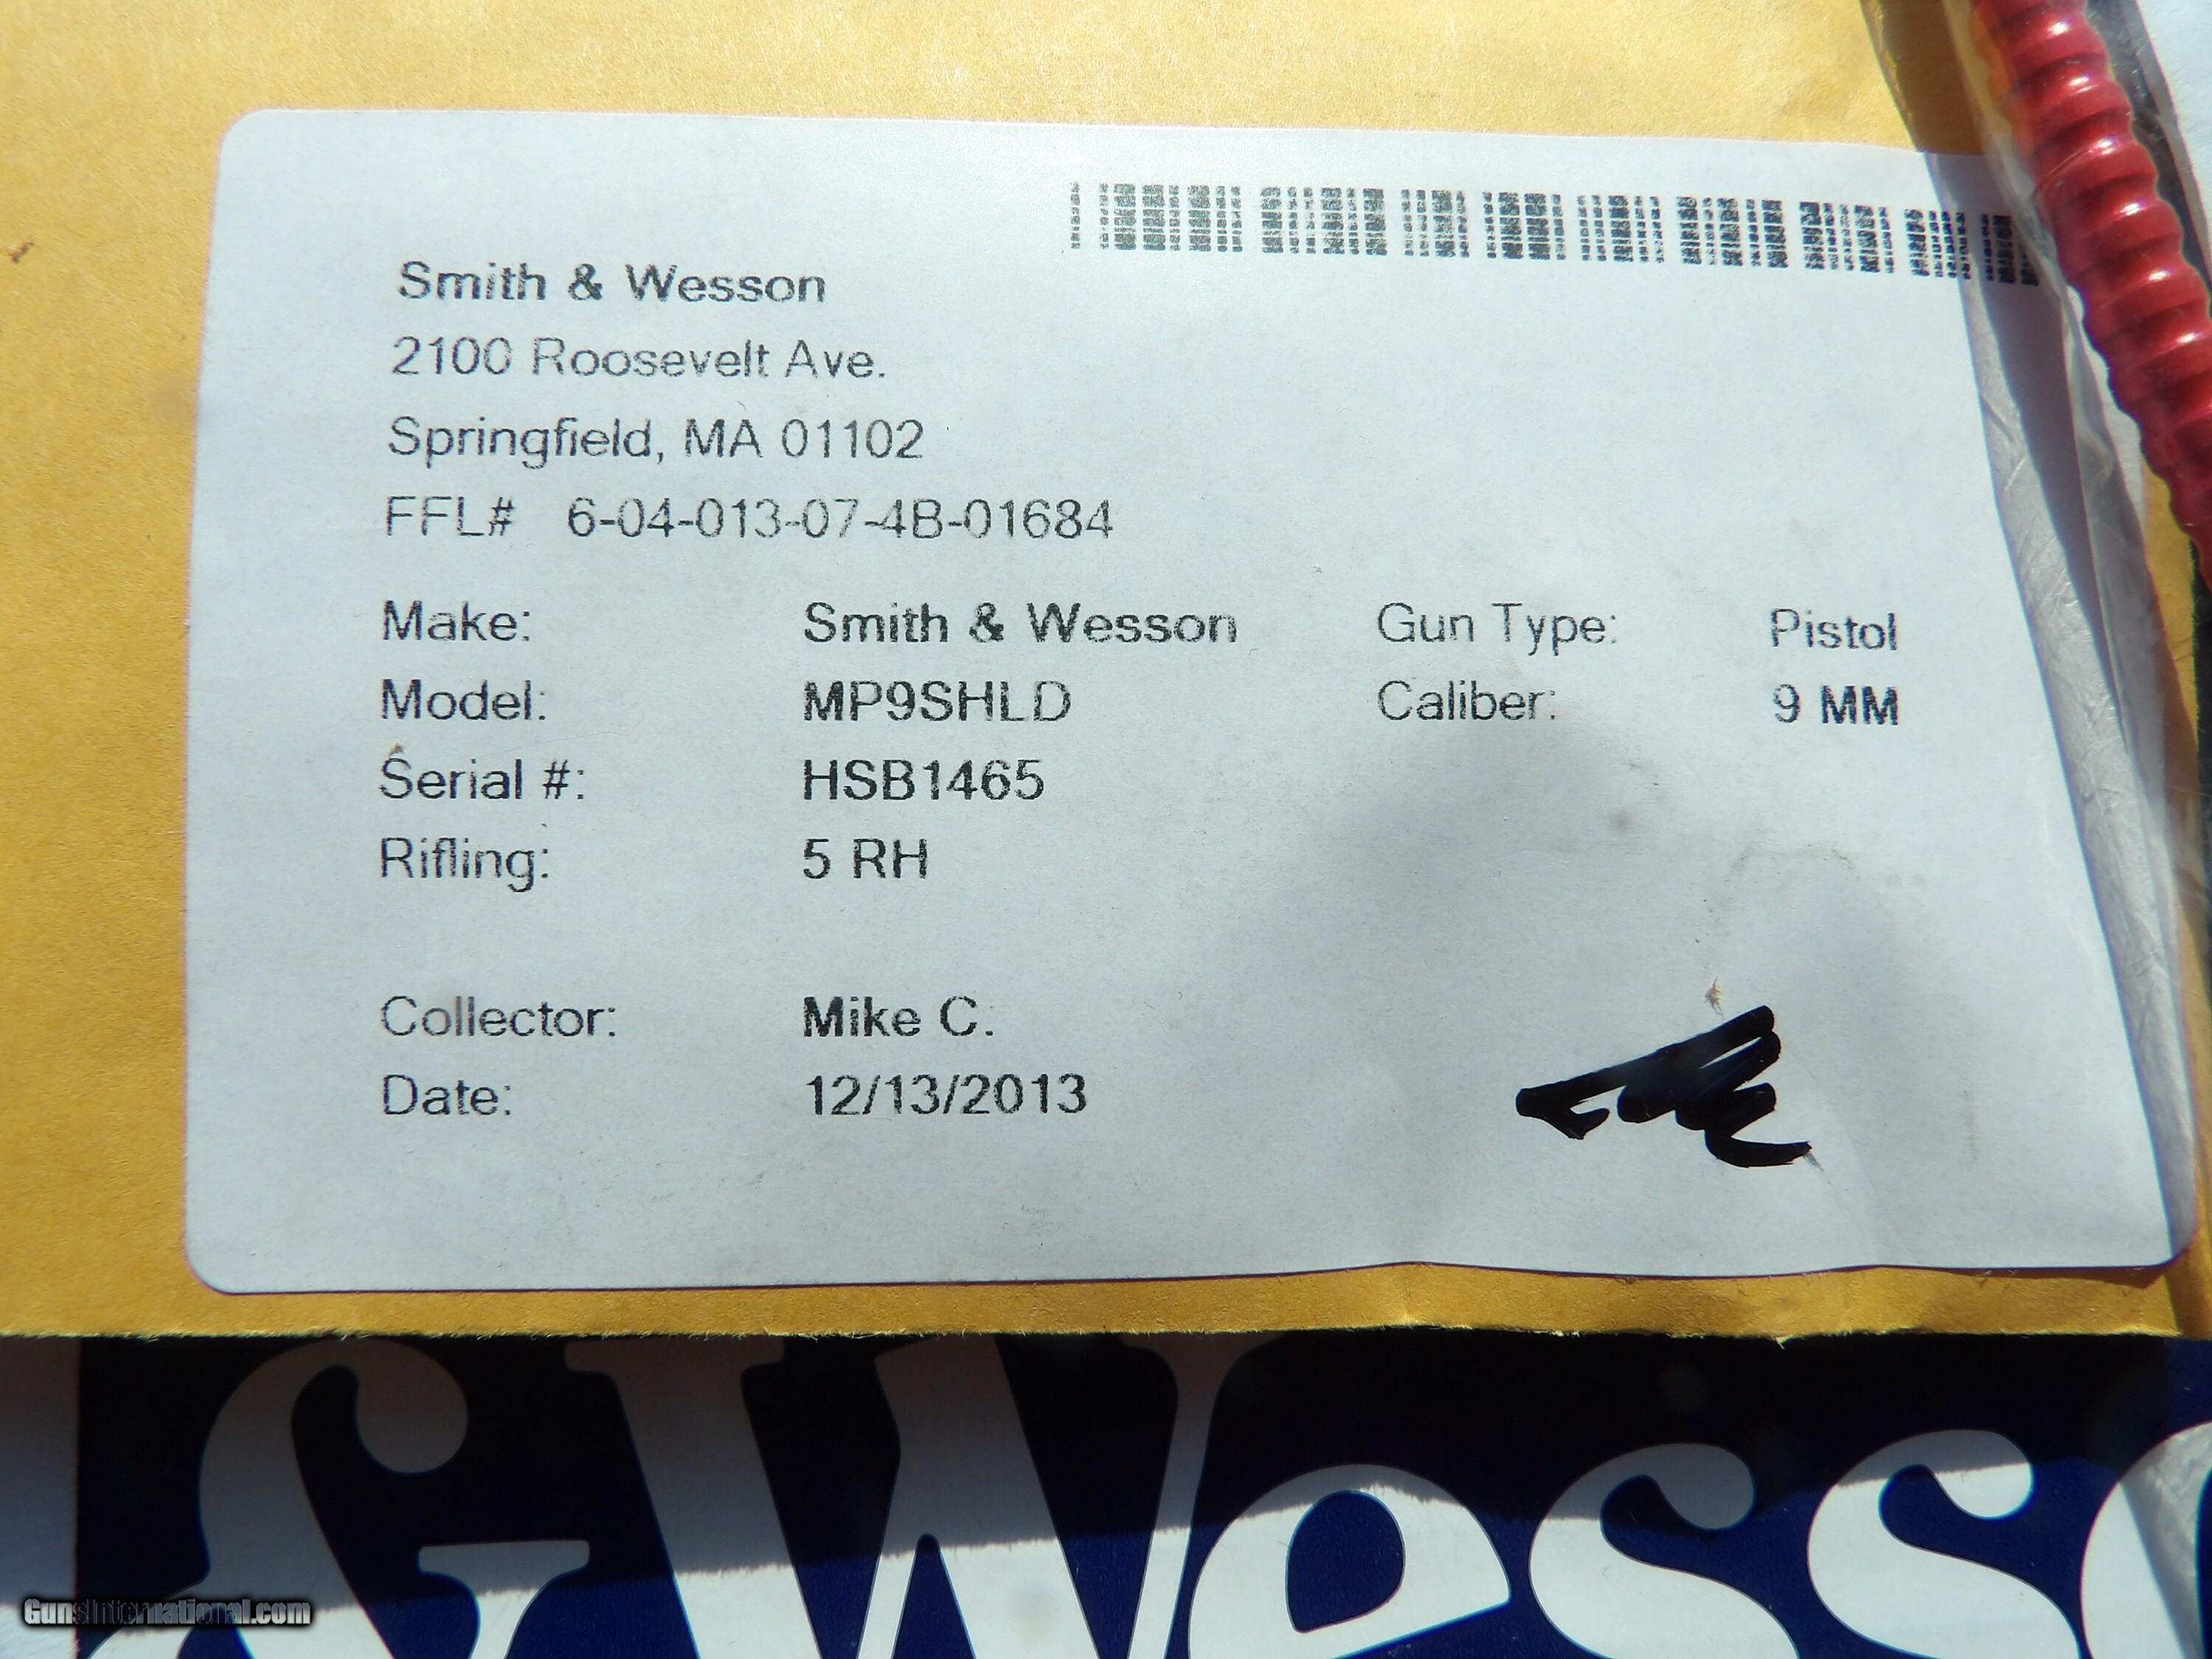 Smith & Wesson
2100 Roosevelt Ave.
Springfield, MA 01102
FFL# 6-04-013-07-4B-01684
Make: Smith & Wesson Gun Type: Pistol
Model: MP9SHLD Caliber: 9 MM
Serial #: HSB1465
Rifling: 5 RH
Collector: Mike C.
Date: 12/13/2013
& Wesso
GunsInternational.com